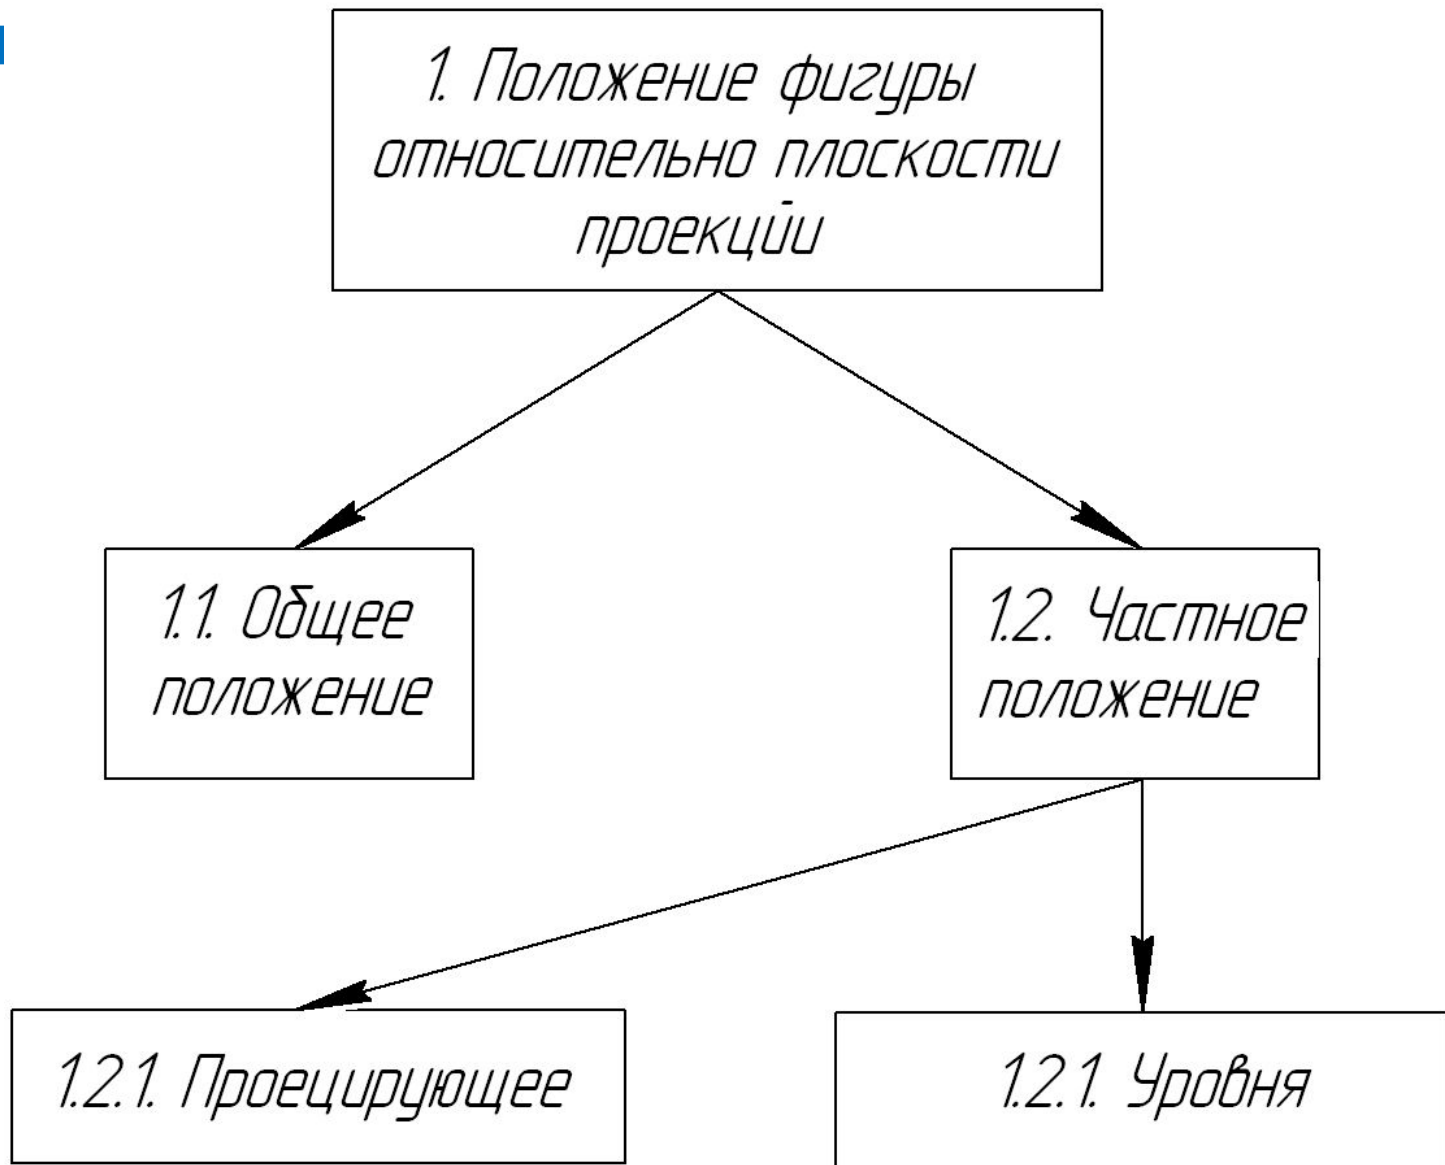 1. Положение фигуры
относительно плоскости
проекцйи
1.1. Общее
положение
1.2. Частное
положение
1.2.1. Проецирующее
1.2.1. Уровня